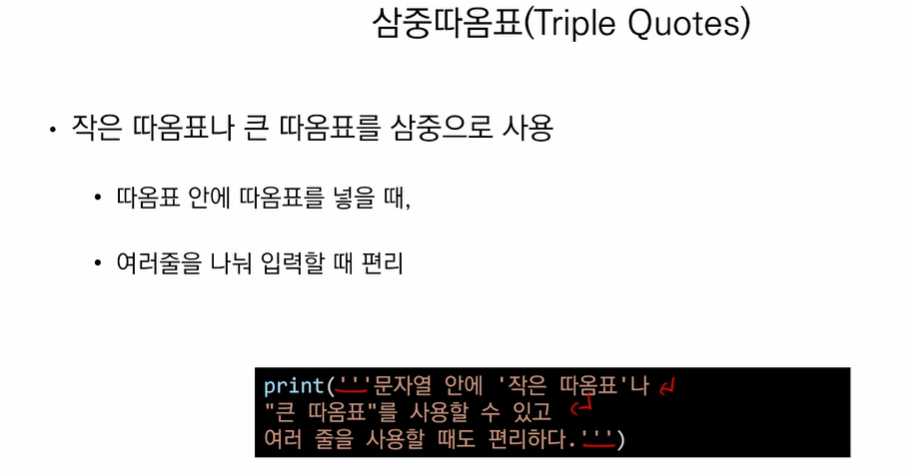 삼중따옴표(Triple Quotes)
• 작은 따옴표나 큰 따옴표를 삼중으로 사용
• 따옴표 안에 따옴표를 넣을 때,
• 여러줄을 나눠 입력할 때 편리
print('''문자열 안에 '작은 따옴표'나
"큰 따옴표"를 사용할 수 있고
여러 줄을 사용할 때도 편리하다.''')